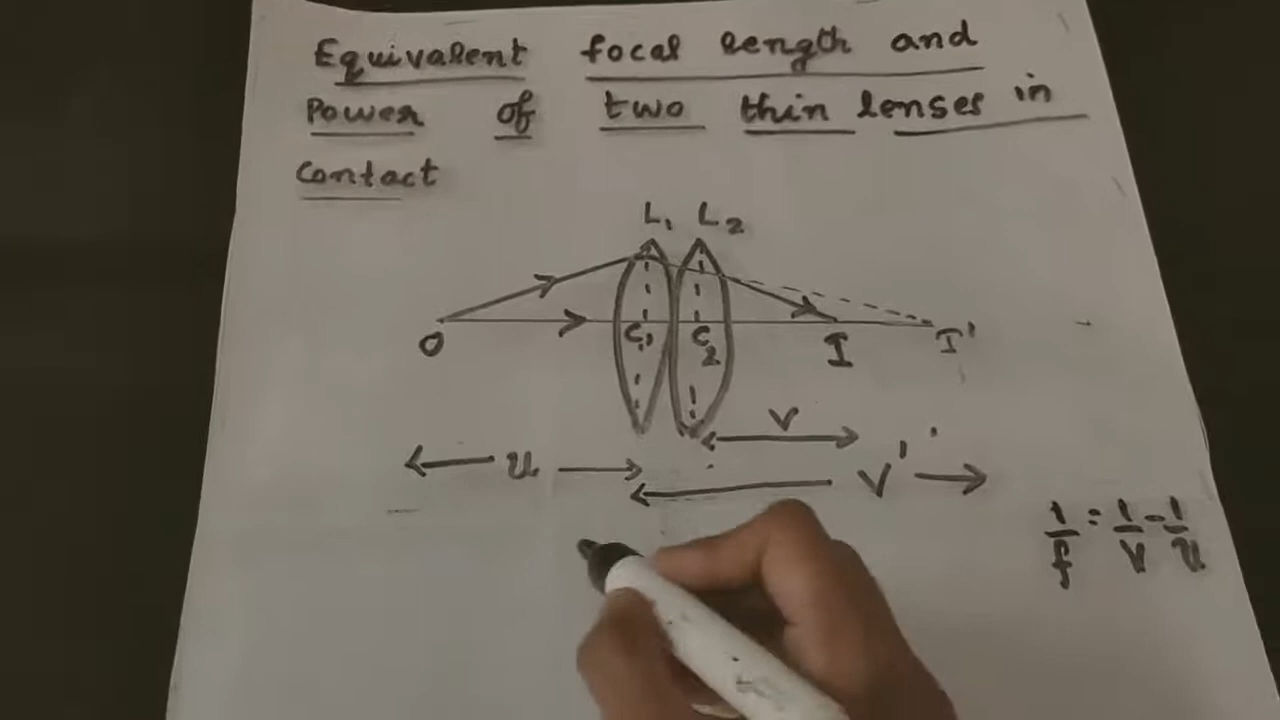 Equivalent focal length and
Power of two thin lenses in
Contact
L₁ L₂
O C₁ C₂ I I'
V
u V'
1/f = 1/v - 1/u